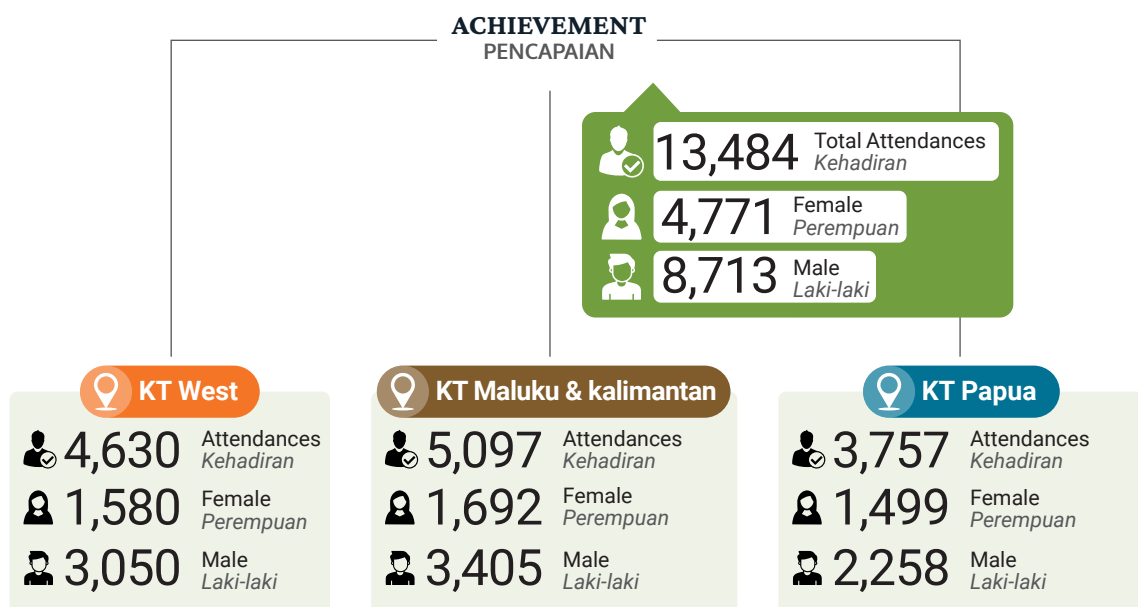 ACHIEVEMENT
PENCAPAIAN
13,484 Total Attendances
Kehadiran
4,771 Female
Perempuan
8,713 Male
Laki-laki
KT West
4,630 Attendances
Kehadiran
1,580 Female
Perempuan
3,050 Male
Laki-laki
KT Maluku & kalimantan
5,097 Attendances
Kehadiran
1,692 Female
Perempuan
3,405 Male
Laki-laki
KT Papua
3,757 Attendances
Kehadiran
1,499 Female
Perempuan
2,258 Male
Laki-laki